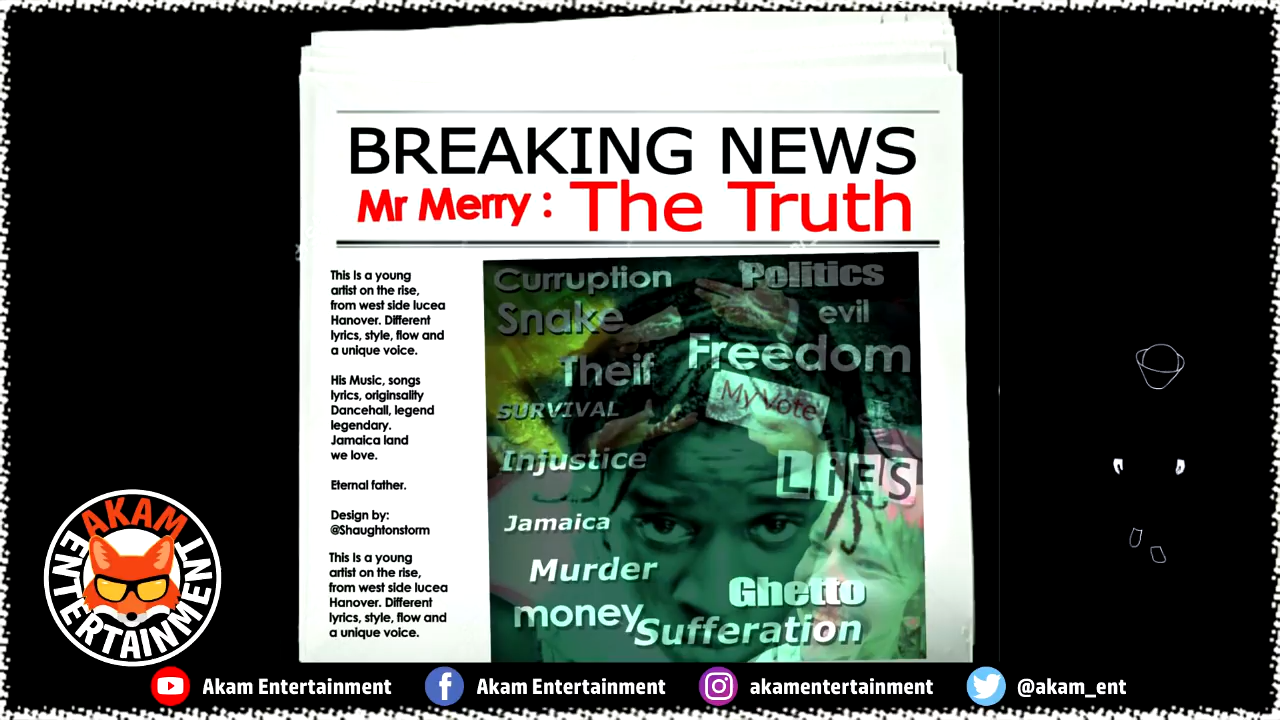 BREAKING NEWS
Mr Merry : The Truth
This Is a young
artist on the rise,
from west side lucea
Hanover. Different
lyrics, style, flow and
a unique voice.
His Music, songs
lyrics, originsality
Dancehall, legend
legendary.
Jamaica land
we love.
Eternal father.
Design by:
@Shaughtonstorm
This Is a young
artist on the rise,
from west side lucea
Hanover. Different
lyrics, style, flow and
a unique voice.
Curruption
Politics
Snake
evil
Freedom
Theif
My Vote
SURVIVAL
Injustice
LiES
Jamaica
Murder
Ghetto
money
Sufferation
AKAM
ENTERTAINMENT
Akam Entertainment
Akam Entertainment
akamentertainment
@akam_ent